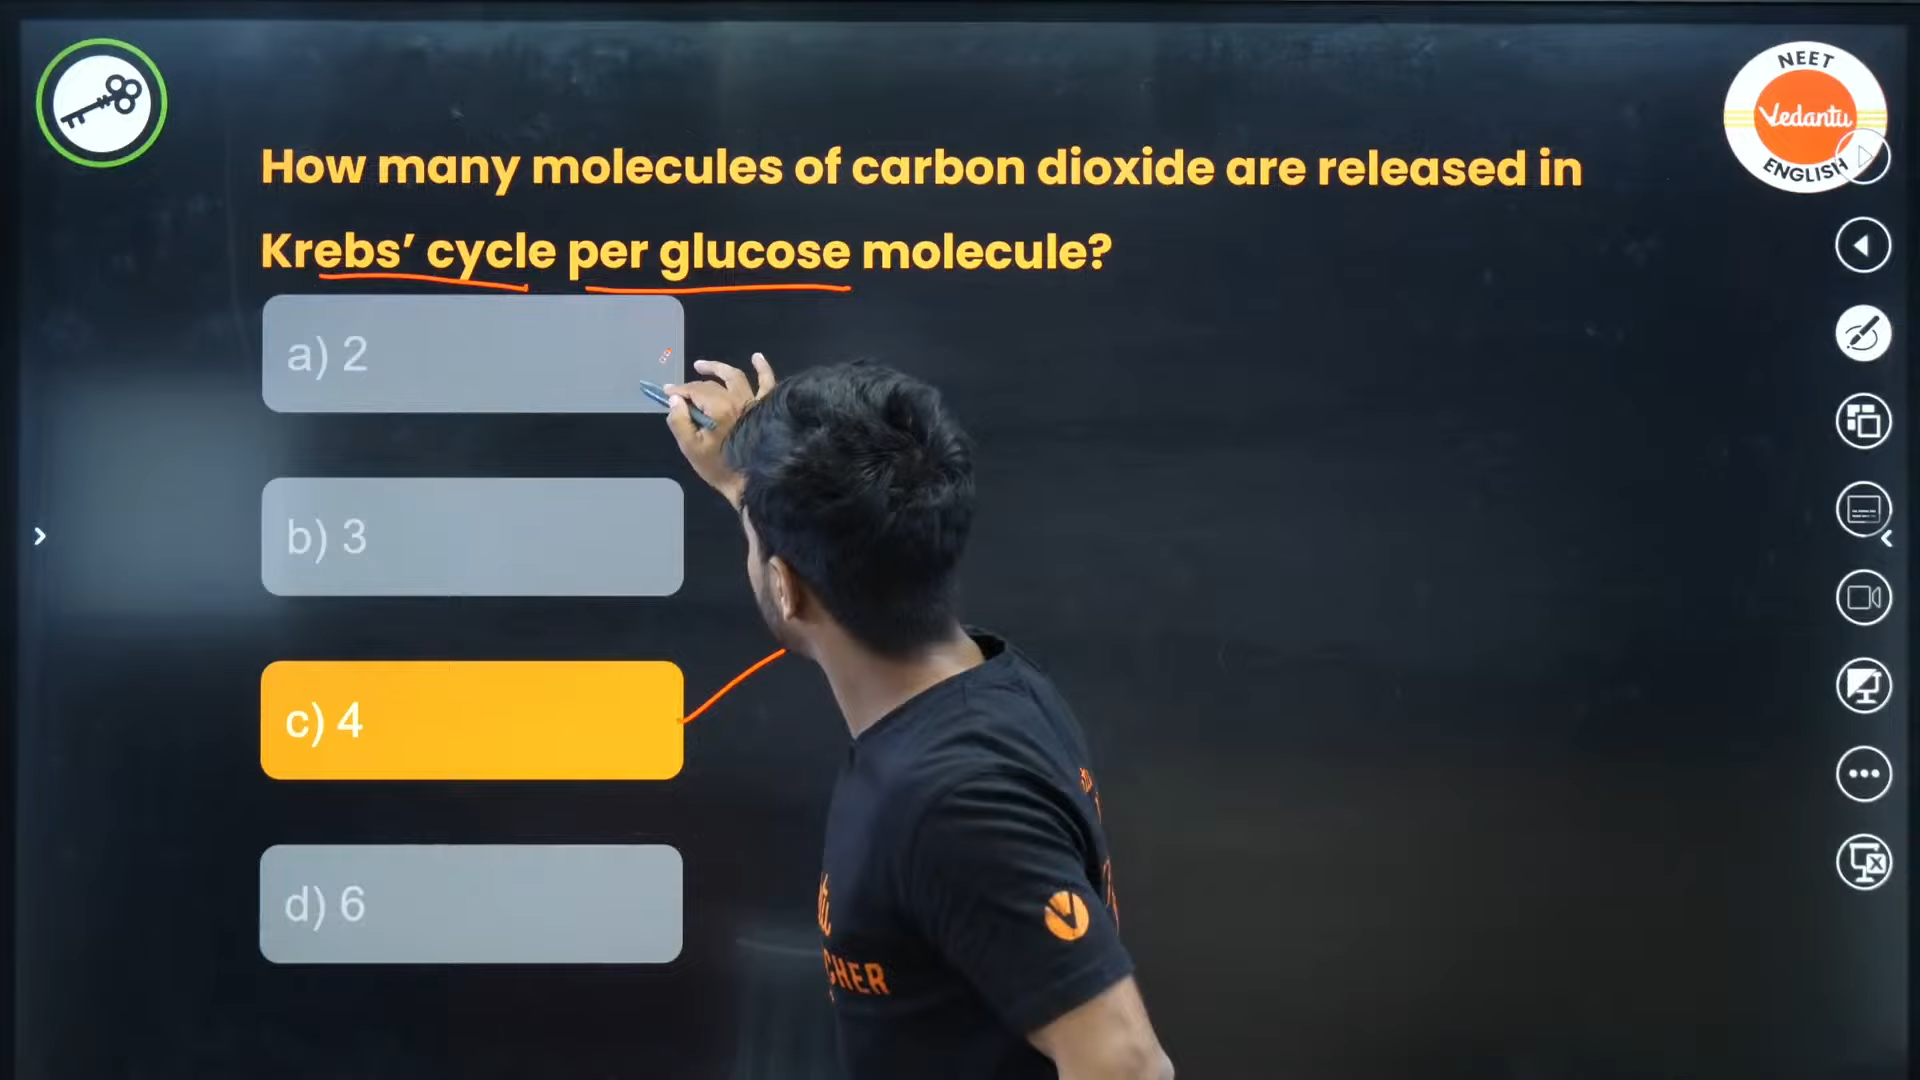 NEET
Vedantu
ENGLISH
How many molecules of carbon dioxide are released in
Krebs' cycle per glucose molecule?
a) 2
b) 3
c) 4
d) 6
CHER